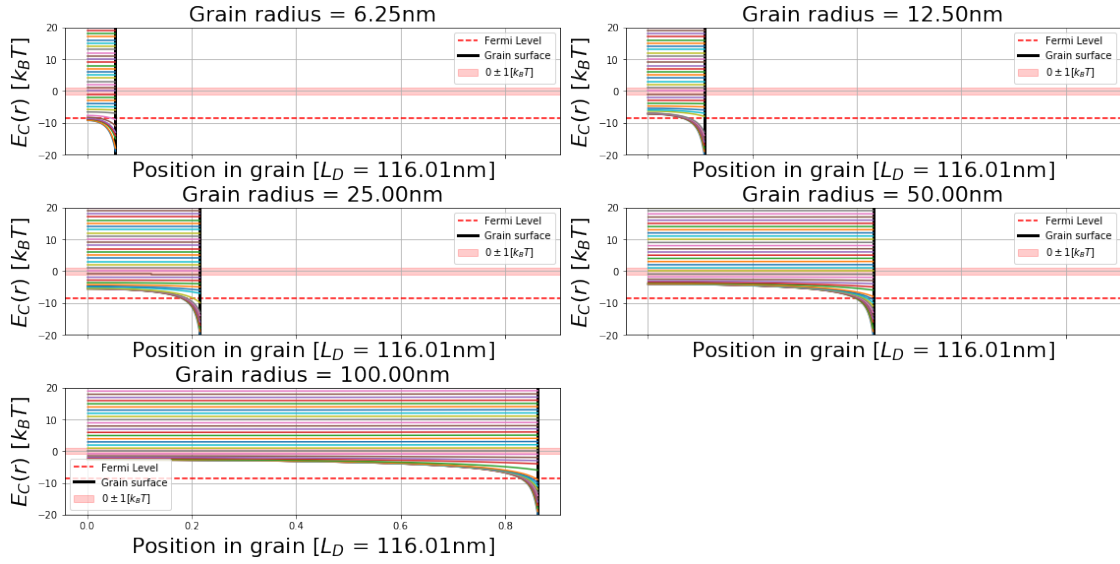 Grain radius = 6.25nm
20
10
0
−10
−20
E_C(r) [k_BT]
Fermi Level
Grain surface
0 ± 1[k_BT]
Position in grain [L_D = 116.01nm]
Grain radius = 12.50nm
20
10
0
−10
−20
E_C(r) [k_BT]
Fermi Level
Grain surface
0 ± 1[k_BT]
Position in grain [L_D = 116.01nm]
Grain radius = 25.00nm
20
10
0
−10
−20
E_C(r) [k_BT]
Fermi Level
Grain surface
0 ± 1[k_BT]
Position in grain [L_D = 116.01nm]
Grain radius = 50.00nm
20
10
0
−10
−20
E_C(r) [k_BT]
Fermi Level
Grain surface
0 ± 1[k_BT]
Position in grain [L_D = 116.01nm]
Grain radius = 100.00nm
20
10
0
−10
−20
E_C(r) [k_BT]
Fermi Level
Grain surface
0 ± 1[k_BT]
0.0 0.2 0.4 0.6 0.8
Position in grain [L_D = 116.01nm]